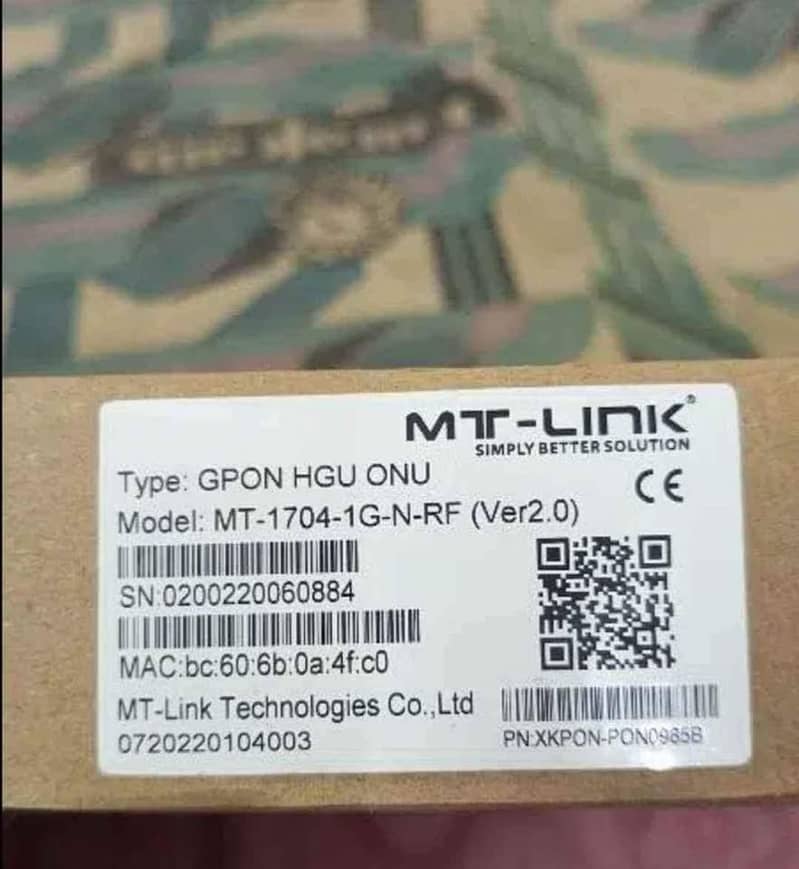 MT-LINK®
SIMPLY BETTER SOLUTION
Type: GPON HGU ONU
CE
Model: MT-1704-1G-N-RF (Ver2.0)
SN:0200220060884
MAC:bc:60:6b:0a:4f:c0
MT-Link Technologies Co.,Ltd
0720220104003
PN:XKPON-PON0965B